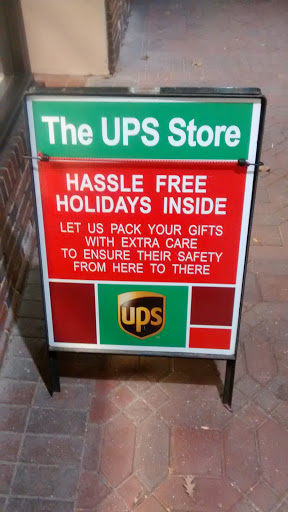 The UPS Store
HASSLE FREE
HOLIDAYS INSIDE
LET US PACK YOUR GIFTS
WITH EXTRA CARE
TO ENSURE THEIR SAFETY
FROM HERE TO THERE
ups